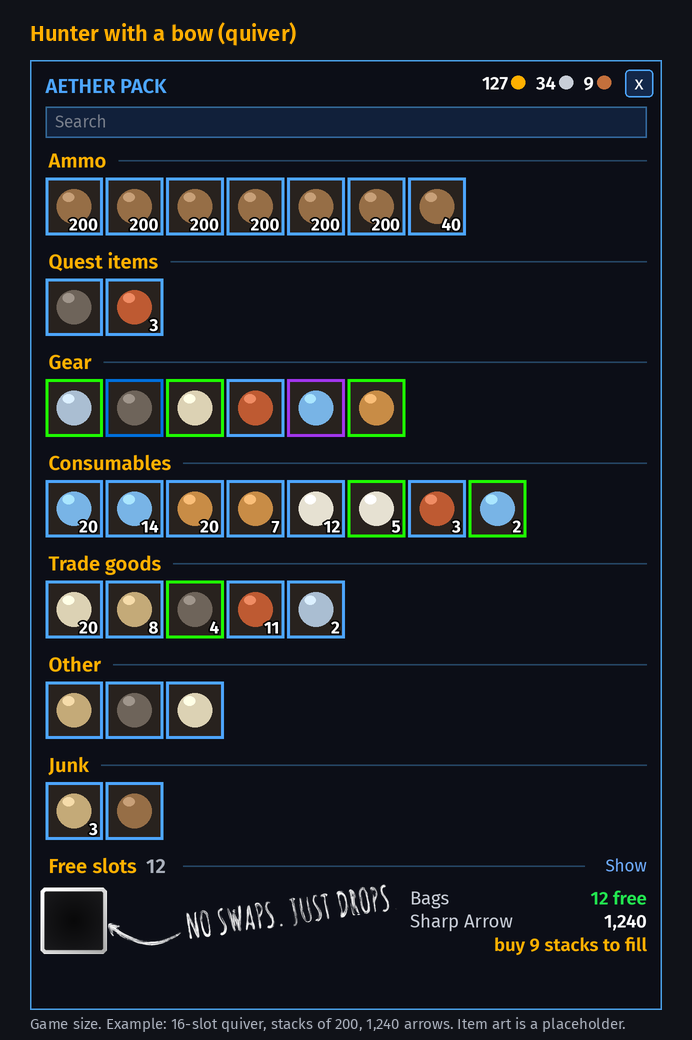 Hunter with a bow (quiver)
AETHER PACK 127 34 9 X
Search
Ammo
200 200 200 200 200 200 40
Quest items
3
Gear
Consumables
20 14 20 7 12 5 3 2
Trade goods
20 8 4 11 2
Other
Junk
3
Free slots 12 Show
NO SWAPS. JUST DROPS
Bags 12 free
Sharp Arrow 1,240
buy 9 stacks to fill
Game size. Example: 16-slot quiver, stacks of 200, 1,240 arrows. Item art is a placeholder.